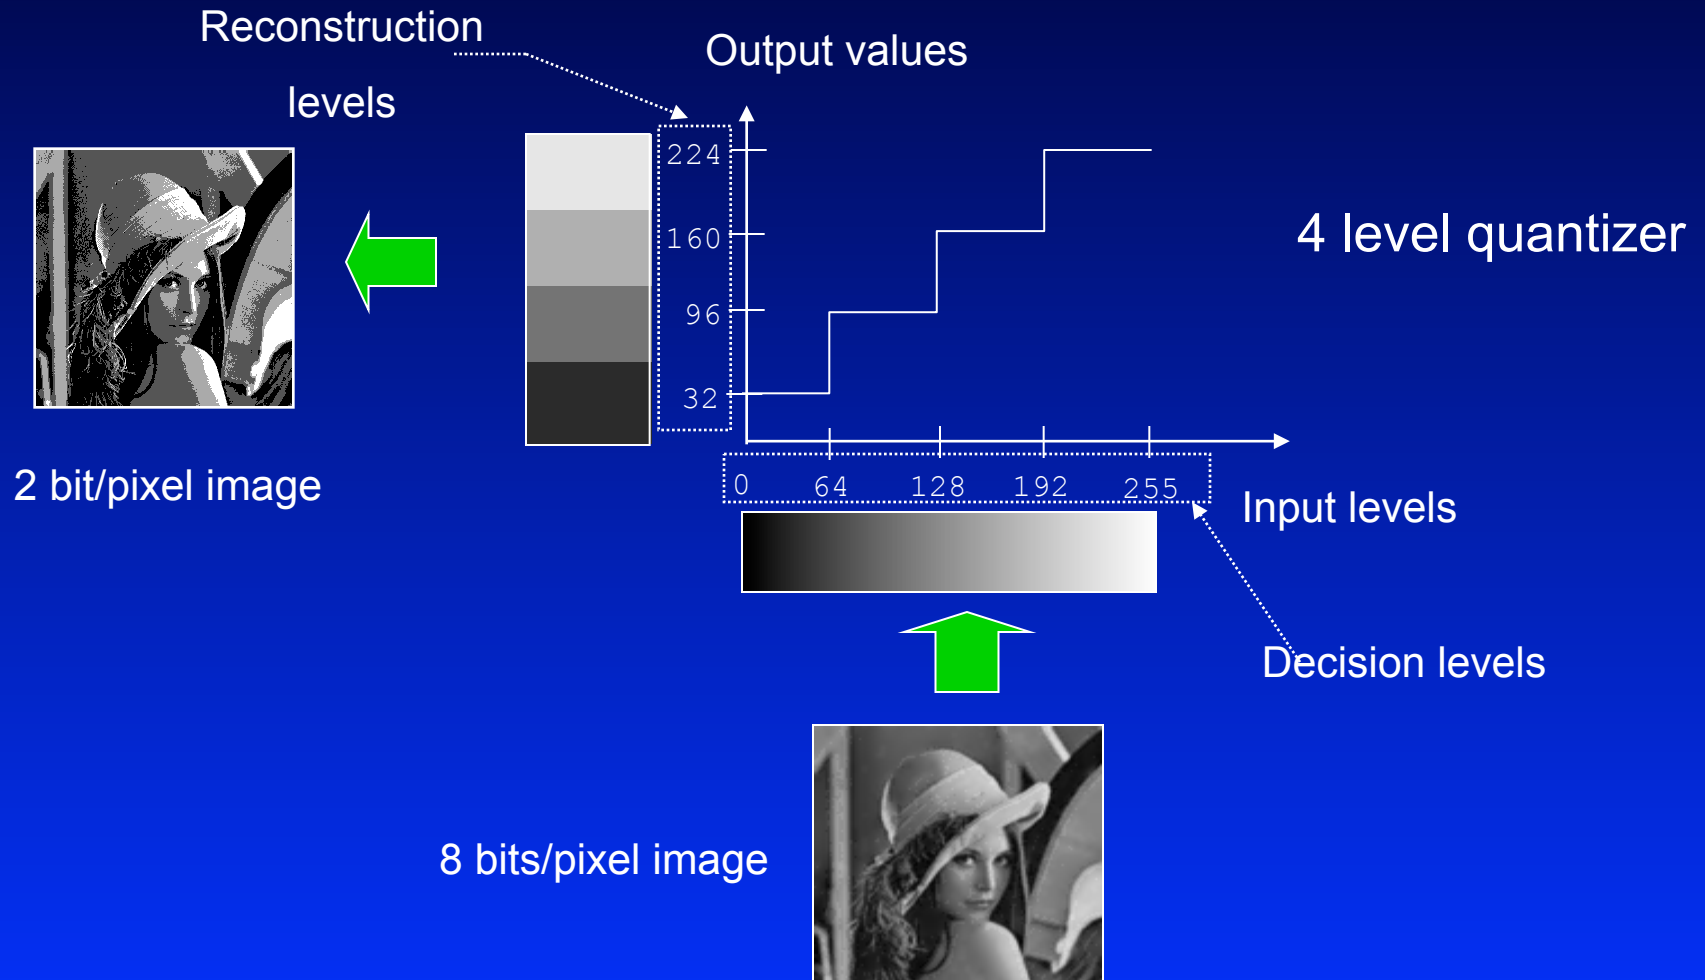 Reconstruction
levels
Output values
224
160
96
32
4 level quantizer
0 64 128 192 255
2 bit/pixel image
Input levels
Decision levels
8 bits/pixel image